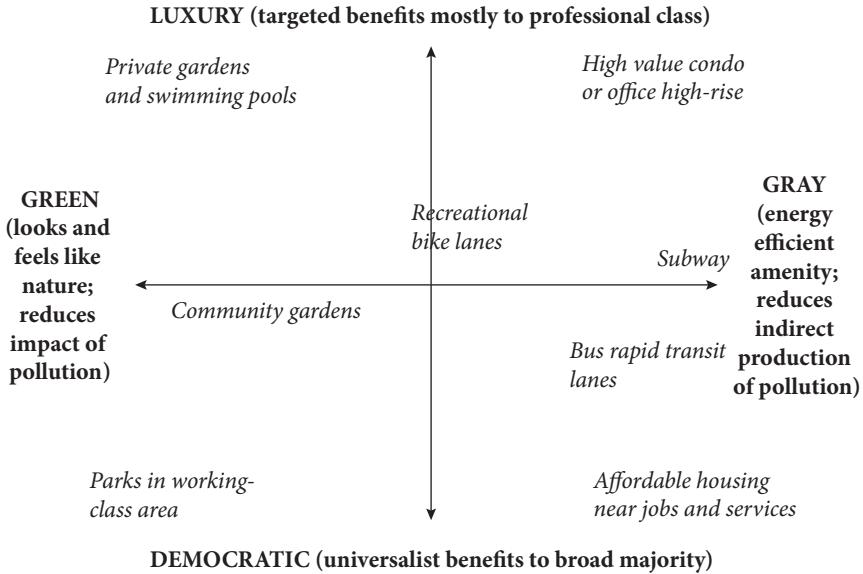 LUXURY (targeted benefits mostly to professional class)
Private gardens
and swimming pools
High value condo
or office high-rise
GREEN
(looks and
feels like
nature;
reduces
impact of
pollution)
Recreational
bike lanes
Subway
GRAY
(energy
efficient
amenity;
reduces
indirect
production
of pollution)
Community gardens
Bus rapid transit
lanes
Parks in working-
class area
Affordable housing
near jobs and services
DEMOCRATIC (universalist benefits to broad majority)